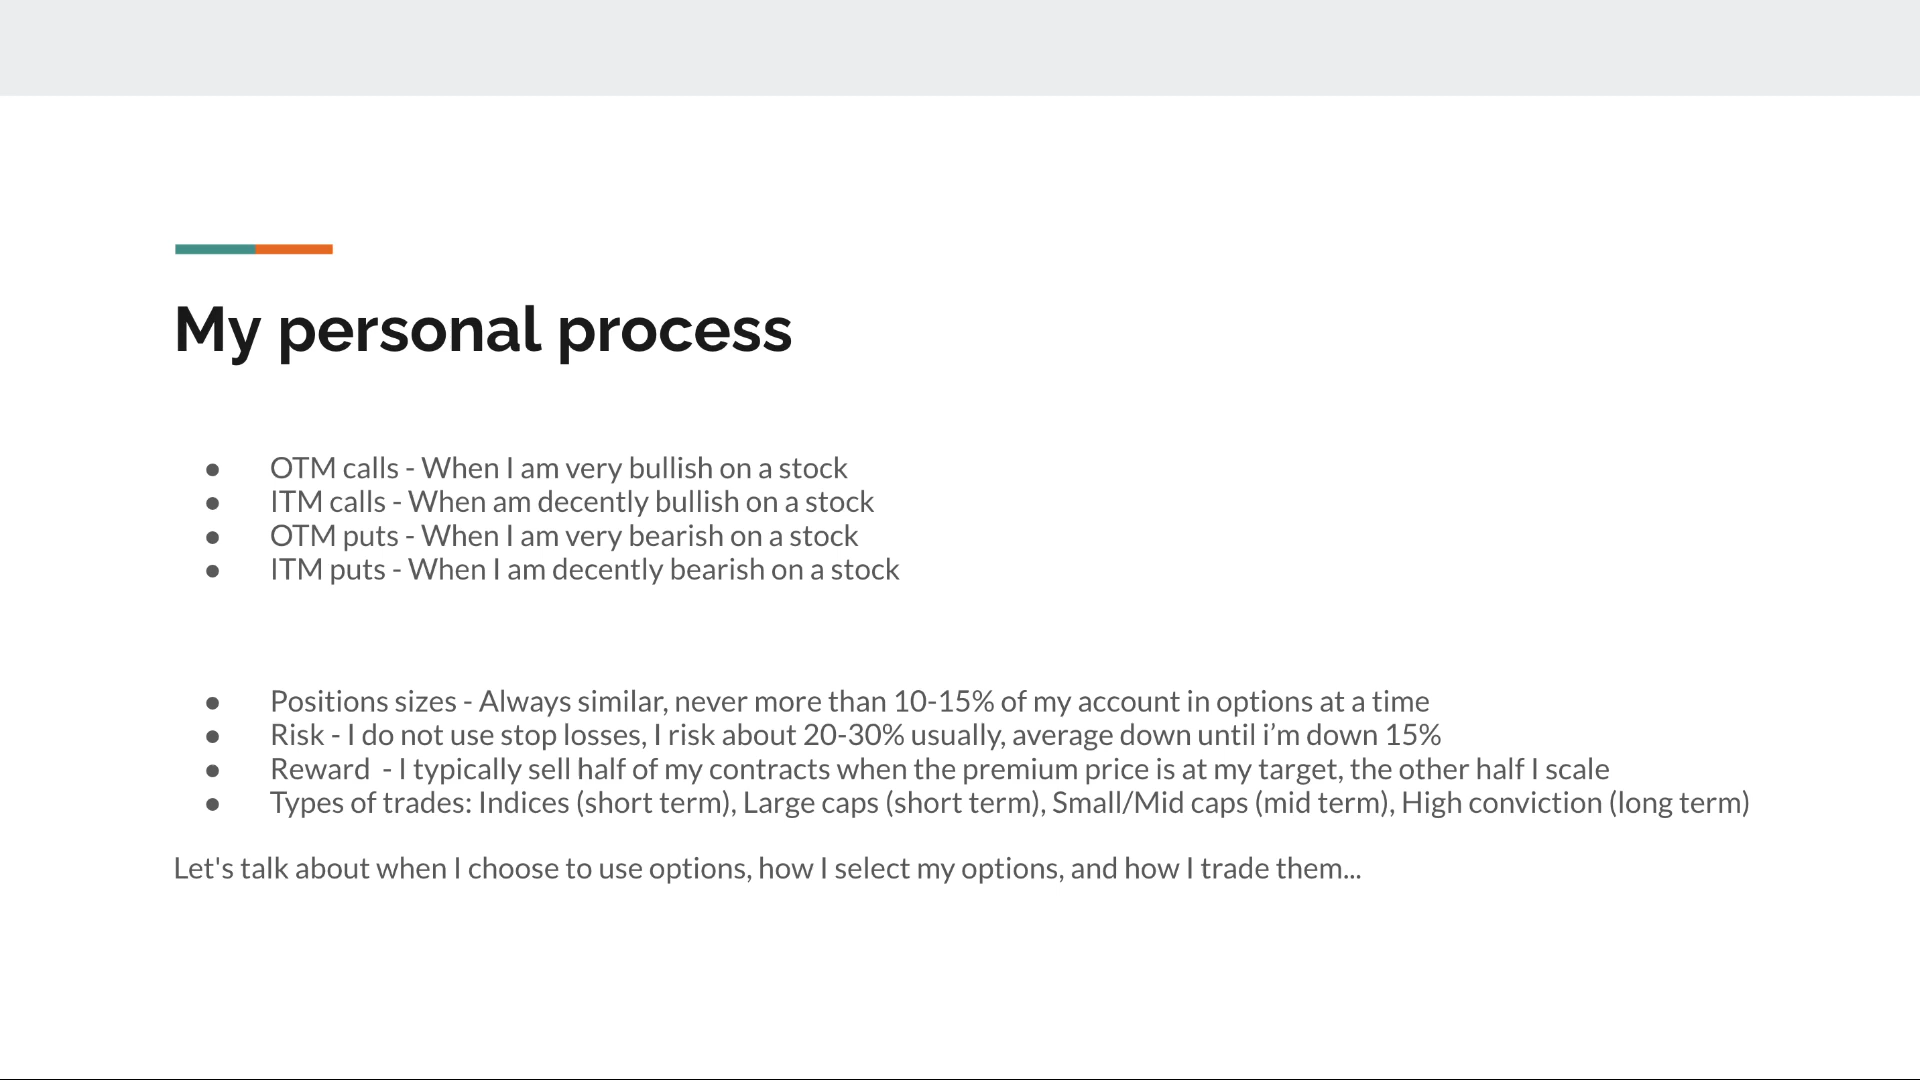 My personal process
● OTM calls - When I am very bullish on a stock
● ITM calls - When am decently bullish on a stock
● OTM puts - When I am very bearish on a stock
● ITM puts - When I am decently bearish on a stock
● Positions sizes - Always similar, never more than 10-15% of my account in options at a time
● Risk - I do not use stop losses, I risk about 20-30% usually, average down until i’m down 15%
● Reward  - I typically sell half of my contracts when the premium price is at my target, the other half I scale
● Types of trades: Indices (short term), Large caps (short term), Small/Mid caps (mid term), High conviction (long term)
Let's talk about when I choose to use options, how I select my options, and how I trade them...